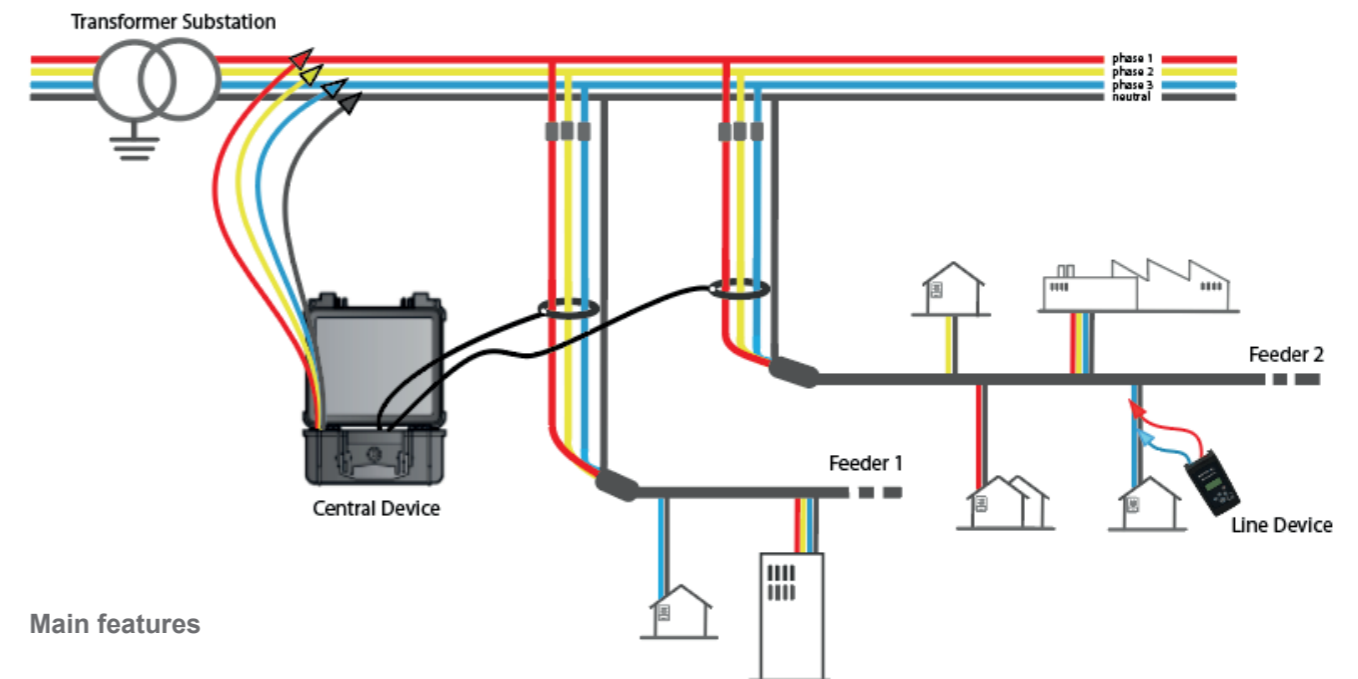 Transformer Substation
phase 1
phase 2
phase 3
neutral
Feeder 2
Feeder 1
Central Device
Line Device
Main features